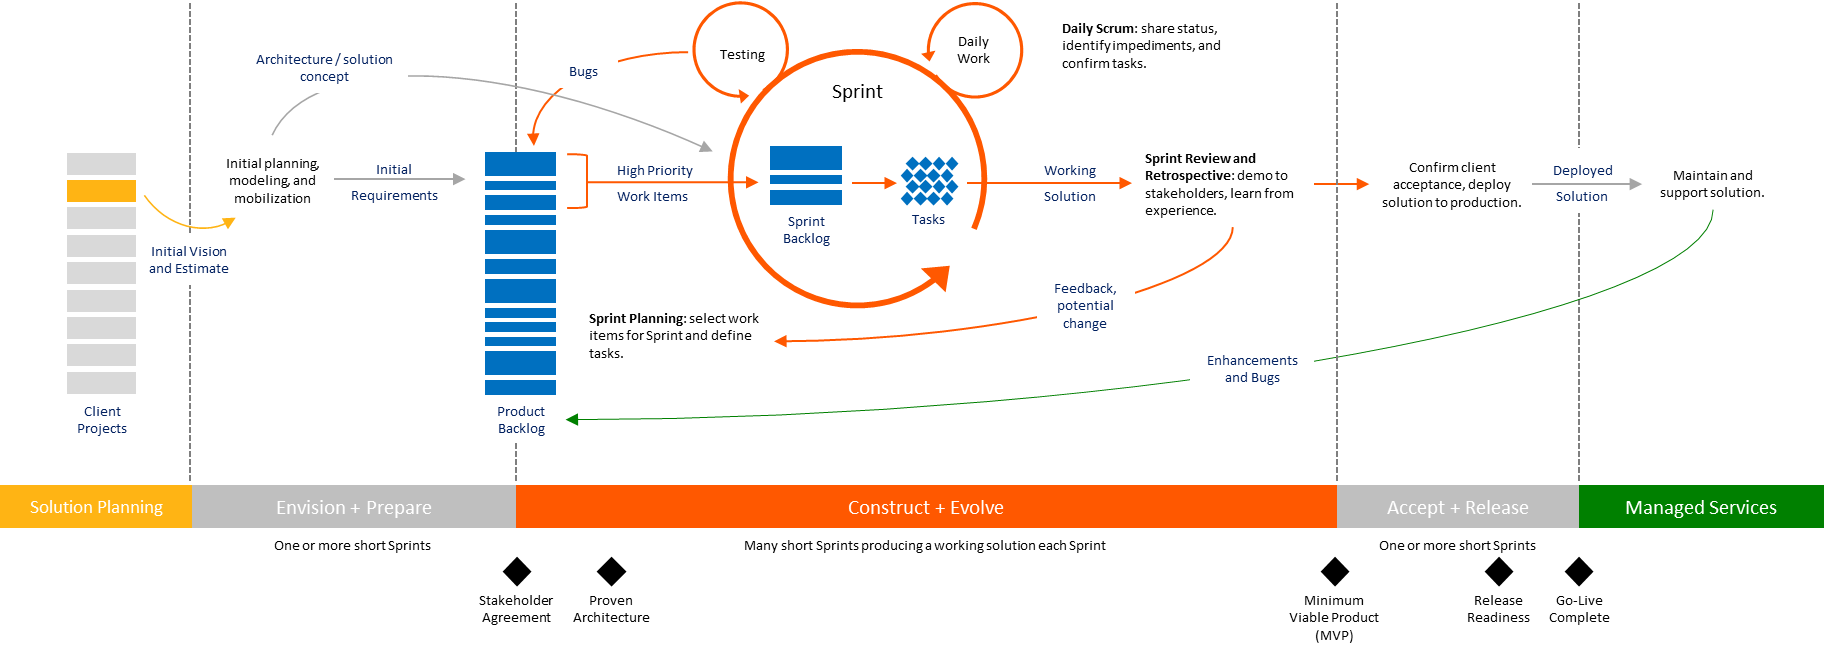 Architecture / solution
concept
Bugs
Testing
Sprint
Daily
Work
Daily Scrum: share status,
identify impediments, and
confirm tasks.
Initial planning,
modeling, and
mobilization
Initial
Requirements
High Priority
Work Items
Sprint
Backlog
Tasks
Working
Solution
Sprint Review and
Retrospective: demo to
stakeholders, learn from
experience.
Confirm client
acceptance, deploy
solution to production.
Deployed
Solution
Maintain and
support solution.
Initial Vision
and Estimate
Feedback,
potential
change
Sprint Planning: select work
items for Sprint and define
tasks.
Enhancements
and Bugs
Client
Projects
Product
Backlog
Solution Planning
Envision + Prepare
Construct + Evolve
Accept + Release
Managed Services
One or more short Sprints
Many short Sprints producing a working solution each Sprint
One or more short Sprints
Stakeholder
Agreement
Proven
Architecture
Minimum
Viable Product
(MVP)
Release
Readiness
Go-Live
Complete